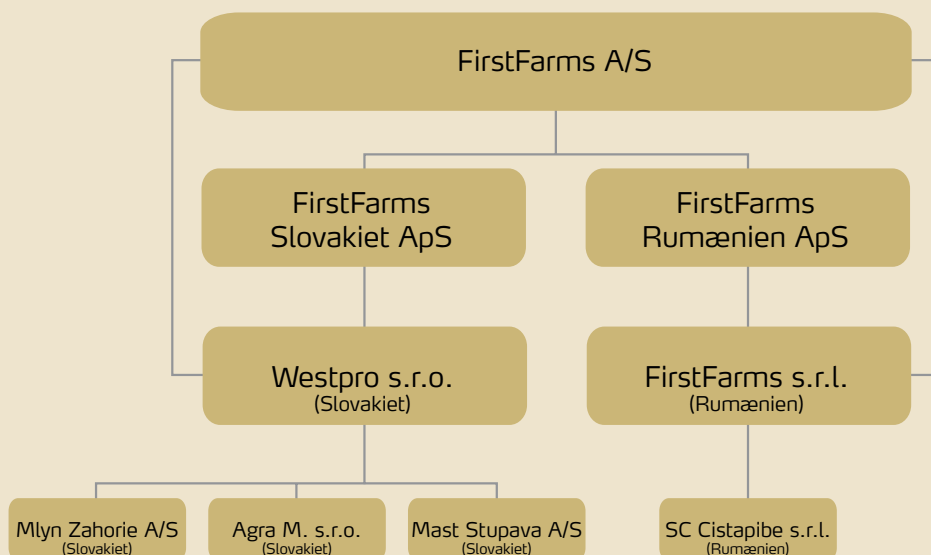 FirstFarms A/S
FirstFarms
Slovakiet ApS
FirstFarms
Rumænien ApS
Westpro s.r.o.
(Slovakiet)
FirstFarms s.r.l.
(Rumænien)
Mlyn Zahorie A/S
(Slovakiet)
Agra M. s.r.o.
(Slovakiet)
Mast Stupava A/S
(Slovakiet)
SC Cistapibe s.r.l.
(Rumænien)